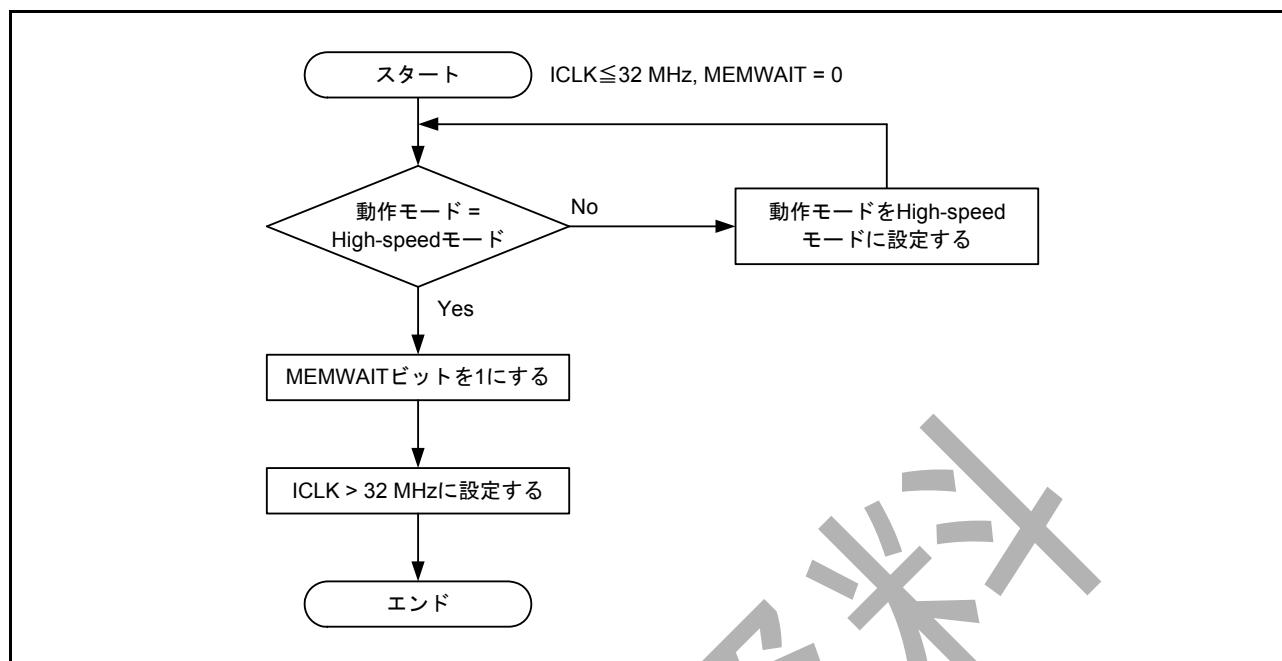 スタート
ICLK≦32 MHz, MEMWAIT = 0
動作モード =
High-speedモード
No
動作モードをHigh-speed
モードに設定する
Yes
MEMWAITビットを1にする
ICLK > 32 MHzに設定する
エンド
料